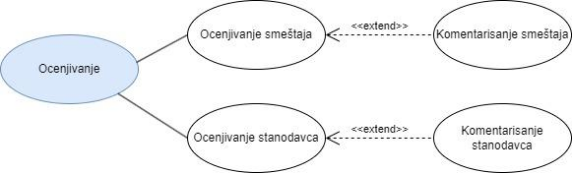 Ocenjivanje
Ocenjivanje smeštaja
<<extend>>
Komentarisanje smeštaja
Ocenjivanje stanodavca
<<extend>>
Komentarisanje
stanodavca